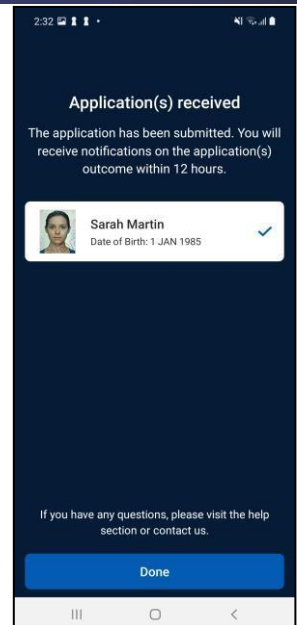 2:32
Application(s) received
The application has been submitted. You will
receive notifications on the application(s)
outcome within 12 hours.
Sarah Martin
Date of Birth: 1 JAN 1985
If you have any questions, please visit the help
section or contact us.
Done